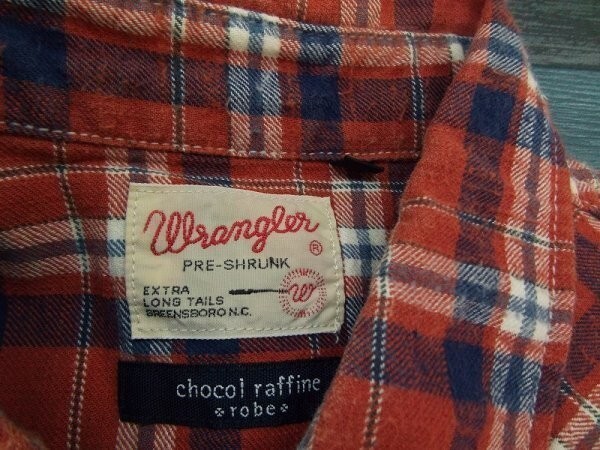 Wrangler®
PRE-SHRUNK
EXTRA
LONG TAILS
GREENSBORO N.C.
W
chocol raffine
robe